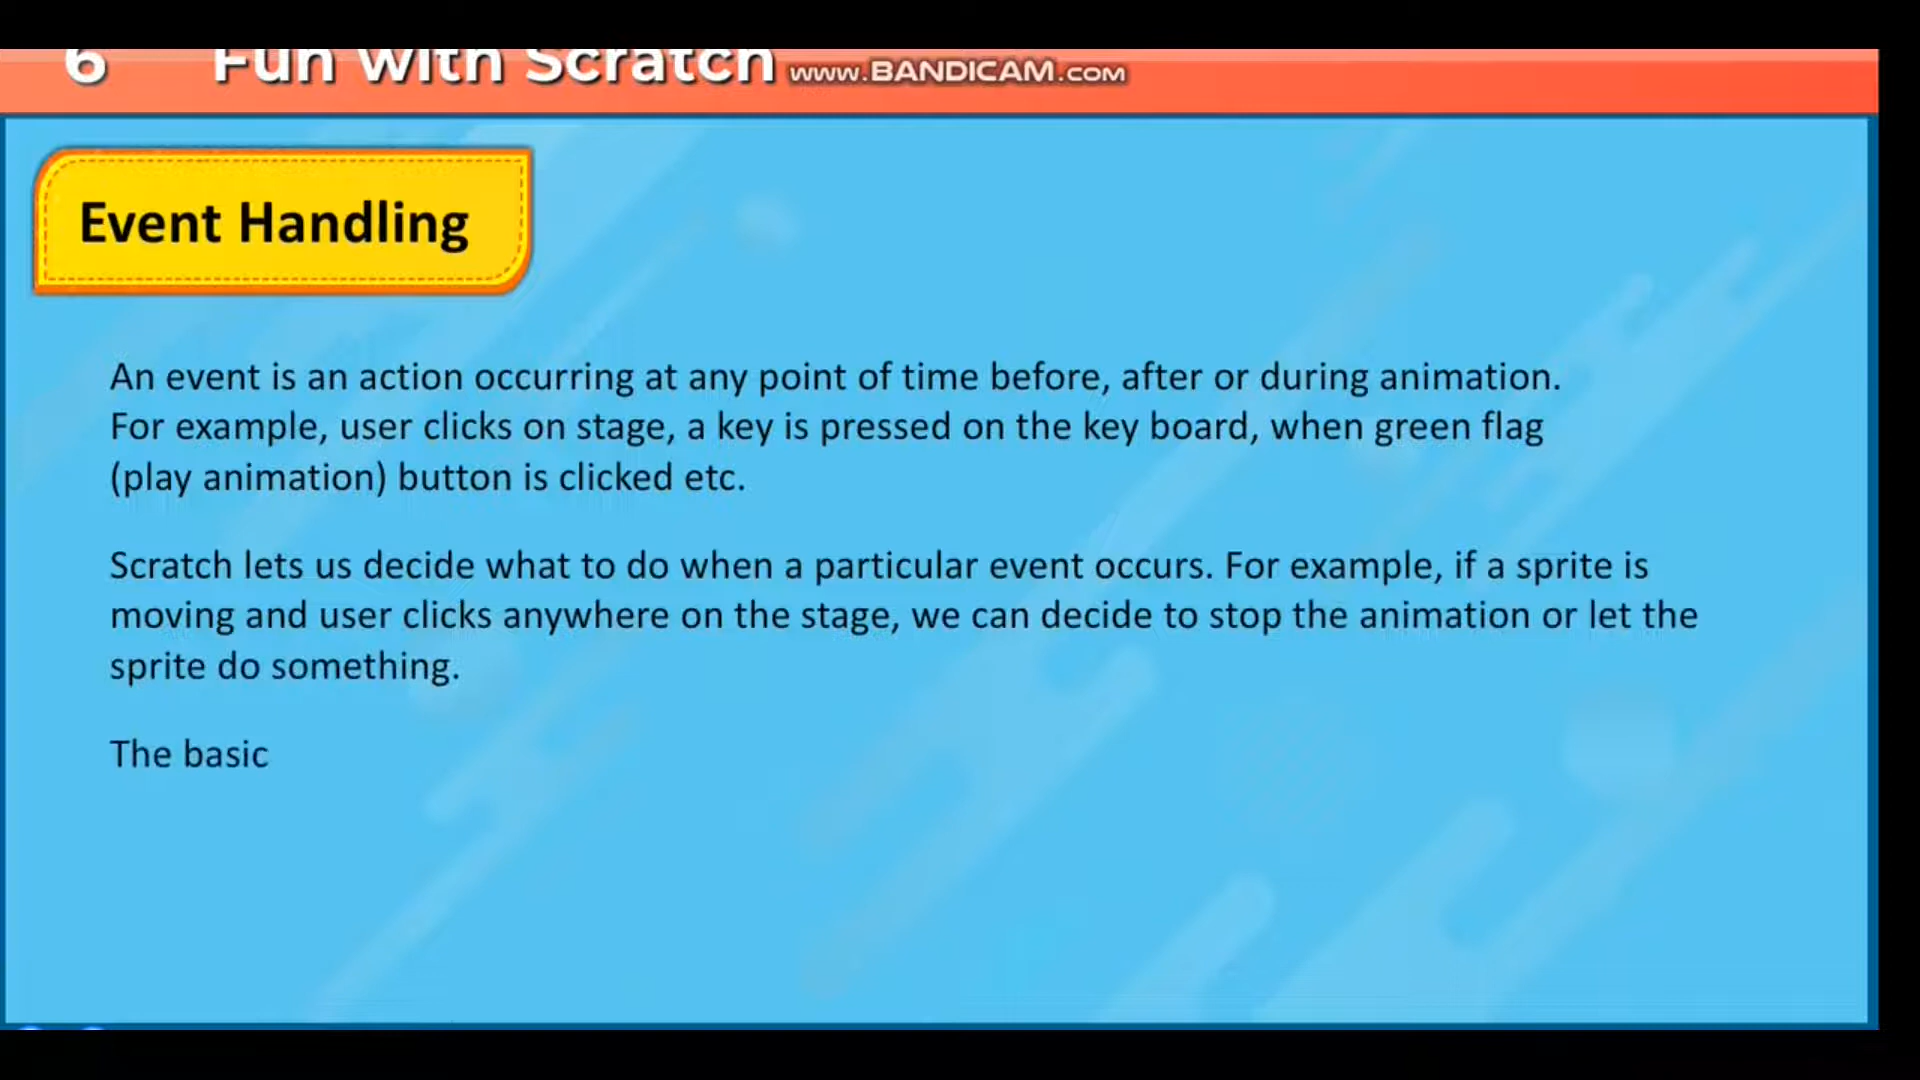 6 Fun with Scratch www.BANDICAM.COM
Event Handling
An event is an action occurring at any point of time before, after or during animation.
For example, user clicks on stage, a key is pressed on the key board, when green flag
(play animation) button is clicked etc.
Scratch lets us decide what to do when a particular event occurs. For example, if a sprite is
moving and user clicks anywhere on the stage, we can decide to stop the animation or let the
sprite do something.
The basic